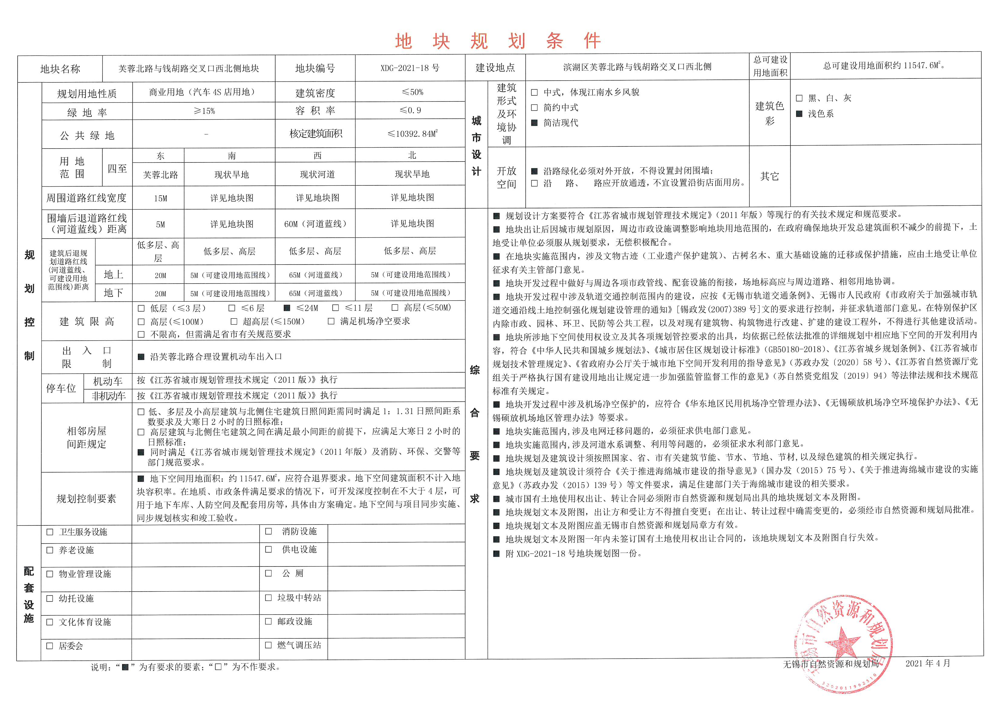 地块规划条件
地块名称 芙蓉北路与钱胡路交叉口西北侧地块 地块编号 XDG-2021-18 号 建设地点 滨湖区芙蓉北路与钱胡路交叉口西北侧 总可建设用地面积 总可建设用地面积约 11547.6M²。
规划控制
规划用地性质 商业用地（汽车 4S 店用地） 建筑密度 ≤50%
绿 地 率 ≥15% 容 积 率 ≤0.9
公 共 绿 地 - 核定建筑面积 ≤10392.84M²
用 地 范 围 四至 东 南 西 北
芙蓉北路 现状旱地 现状河道 现状旱地
周围道路红线宽度 15M 详见地块图 详见地块图 详见地块图
围墙后退道路红线
（河道蓝线）距离 5M 详见地块图 60M（河道蓝线） 详见地块图
建筑后退规
划道路红线
(河道蓝线、
可建设用地
范围线)距离
低多层、高层 低多层、高层 低多层、高层 低多层、高层
地上 20M 5M（可建设用地范围线） 65M（河道蓝线） 5M（可建设用地范围线）
地下 20M 5M（可建设用地范围线） 65M（河道蓝线） 5M（可建设用地范围线）
建 筑 限 高
□ 低层（≤3 层） □ ≤6 层 ■ ≤24M □ ≤11 层 □ 高层(≤50M)
□ 高层(≤100M） □ 超高层(≤150M） □ 满足机场净空要求
□ 不限高，但需满足省市有关规范要求
出 入 口
限 制
■ 沿芙蓉北路合理设置机动车出入口
停车位 机动车 按《江苏省城市规划管理技术规定（2011 版）》执行
非机动车 按《江苏省城市规划管理技术规定（2011 版）》执行
相邻房屋
间距规定
□ 低、多层及小高层建筑与北侧住宅建筑日照间距需同时满足 1：1.31 日照间距系
数要求及大寒日 2 小时的日照标准；
□ 高层建筑与北侧住宅建筑之间在满足最小间距的前提下，应满足大寒日 2 小时的
日照标准；
■ 同时满足《江苏省城市规划管理技术规定》（2011 年版）及消防、环保、交警等
部门规范要求。
规划控制要素
■ 地下空间用地面积：约 11547.6M²，应符合退界要求。地下空间建筑面积不计入地
块容积率。在地质、市政条件满足要求的情况下，可开发深度控制在不大于 4 层，可
用于地下车库、人防空间及配套用房等，具体由方案确定。地下空间与项目同步实施、
同步规划核实和竣工验收。
配套设施
□ 卫生服务设施 □ 消防设施
□ 养老设施 □ 供电设施
□ 物业管理设施 □ 公 厕
□ 幼托设施 □ 垃圾中转站
□ 文化体育设施 □ 邮政设施
□ 居委会 □ 燃气调压站
城市设计
建筑
形式
及环
境协
调
□ 中式，体现江南水乡风貌
□ 简约中式
■ 简洁现代
建筑色彩
□ 黑、白、灰
■ 浅色系
开放
空间
■ 沿路绿化必须对外开放，不得设置封闭围墙；
□ 沿 路、 路应开放通透，不宜设置沿街店面用房。
其它
综合要求
■ 规划设计方案要符合《江苏省城市规划管理技术规定》（2011 年版）等现行的有关技术规定和规范要求。
■ 地块出让后因城市规划原因，周边市政设施调整影响地块用地范围的，在政府确保地块开发总建筑面积不减少的前提下，土
地受让单位必须服从规划要求，无偿积极配合。
■ 在地块实施范围内，涉及文物古迹（工业遗产保护建筑）、古树名木、重大基础设施的迁移或保护措施，应由土地受让单位
征求有关主管部门意见。
■ 地块开发过程中做好与周边各项市政管线、配套设施的衔接，场地标高应与周边道路、相邻用地协调。
■ 地块开发过程中涉及轨道交通控制范围内的建设，应按《无锡市轨道交通条例》、无锡市人民政府《市政府关于加强城市轨
道交通沿线土地控制强化规划建设管理的通知》[锡政发(2007)389 号]文的要求进行控制，并征求轨道部门意见。在特别保护区
内除市政、园林、环卫、民防等公共工程，以及对现有建筑物、构筑物进行改建、扩建的建设工程外，不得进行其他建设活动。
■ 地块所涉地下空间使用权设立及其各项规划管控要求的出具，均依据已经依法批准的详细规划中相应地下空间的开发利用内
容，符合《中华人民共和国城乡规划法》、《城市居住区规划设计标准》（GB50180-2018）、《江苏省城乡规划条例》、《江苏省城市
规划技术管理规定》、《省政府办公厅关于城市地下空间开发利用的指导意见》（苏政办发〔2020〕58 号）、《江苏省自然资源厅党
组关于严格执行国有建设用地出让规定进一步加强监管监督工作的意见》（苏自然资党组发〔2019〕94）等法律法规和技术规范
标准有关规定。
■ 地块开发过程中涉及机场净空保护的，应符合《华东地区民用机场净空管理办法》、《无锡硕放机场净空环境保护办法》、《无
锡硕放机场地区管理办法》等要求。
■ 地块实施范围内,涉及电网迁移问题的，必须征求供电部门意见。
■ 地块实施范围内,涉及河道水系调整、利用等问题的，必须征求水利部门意见。
■ 地块规划及建筑设计须按照国家、省、市有关建筑节能、节水、节地、节材,以及绿色建筑的相关规定执行。
■ 地块规划及建筑设计须符合《关于推进海绵城市建设的指导意见》（国办发（2015）75 号）、《关于推进海绵城市建设的实施
意见》（苏政办发（2015）139 号）等文件要求，满足住建部门关于海绵城市建设的相关要求。
■ 城市国有土地使用权出让、转让合同必须附市自然资源和规划局出具的地块规划文本及附图。
■ 地块规划文本及附图，出让方和受让方不得擅自变更；在出让、转让过程中确需变更的，必须经市自然资源和规划局批准。
■ 地块规划文本及附图应盖无锡市自然资源和规划局章方有效。
■ 地块规划文本及附图一年内未签订国有土地使用权出让合同的，该地块规划文本及附图自行失效。
■ 附 XDG-2021-18 号地块规划图一份。
说明：“■”为有要求的要素；“□”为不作要求。
无锡市自然资源和规划局 2021 年 4 月
无锡市自然资源和规划局
3202011992510